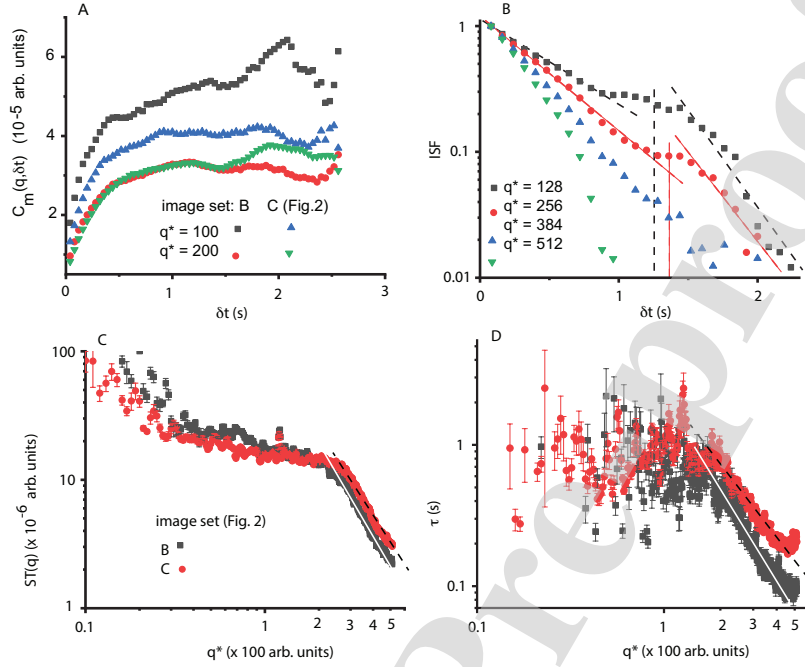 A
C_m(q,δt) (10^-5 arb. units)
6
4
2
0
1
2
3
δt (s)
image set: B C (Fig.2)
q* = 100
q* = 200
B
ISF
1
0.1
0.01
0
1
2
δt (s)
q* = 128
q* = 256
q* = 384
q* = 512
C
ST(q) (x 10^-6 arb. units)
100
10
1
0.1
1
2
3
4
5
q* (x 100 arb. units)
image set (Fig. 2)
B
C
D
τ (s)
1
0.1
0.1
1
2
3
4
5
q* (x 100 arb. units)
Preproo